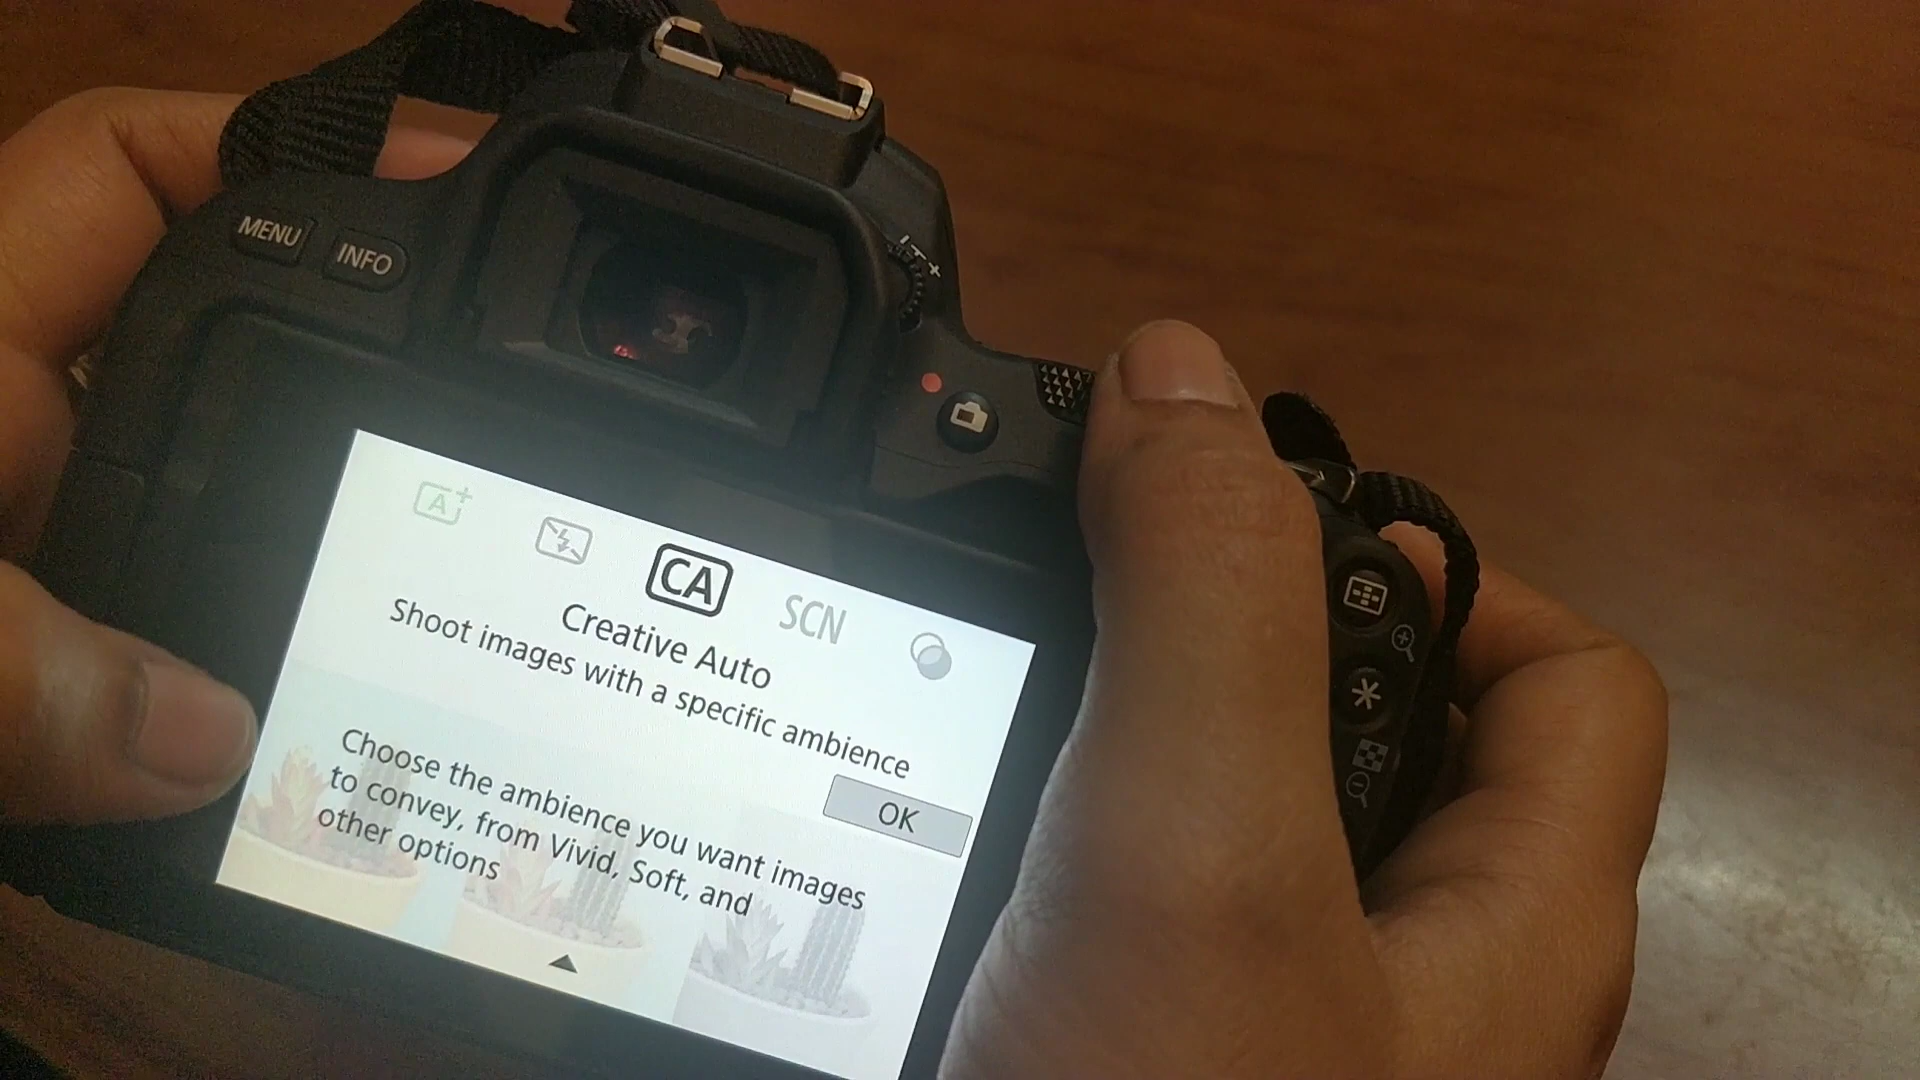 MENU
INFO
A+
CA
SCN
Creative Auto
Shoot images with a specific ambience
OK
Choose the ambience you want images
to convey, from Vivid, Soft, and
other options